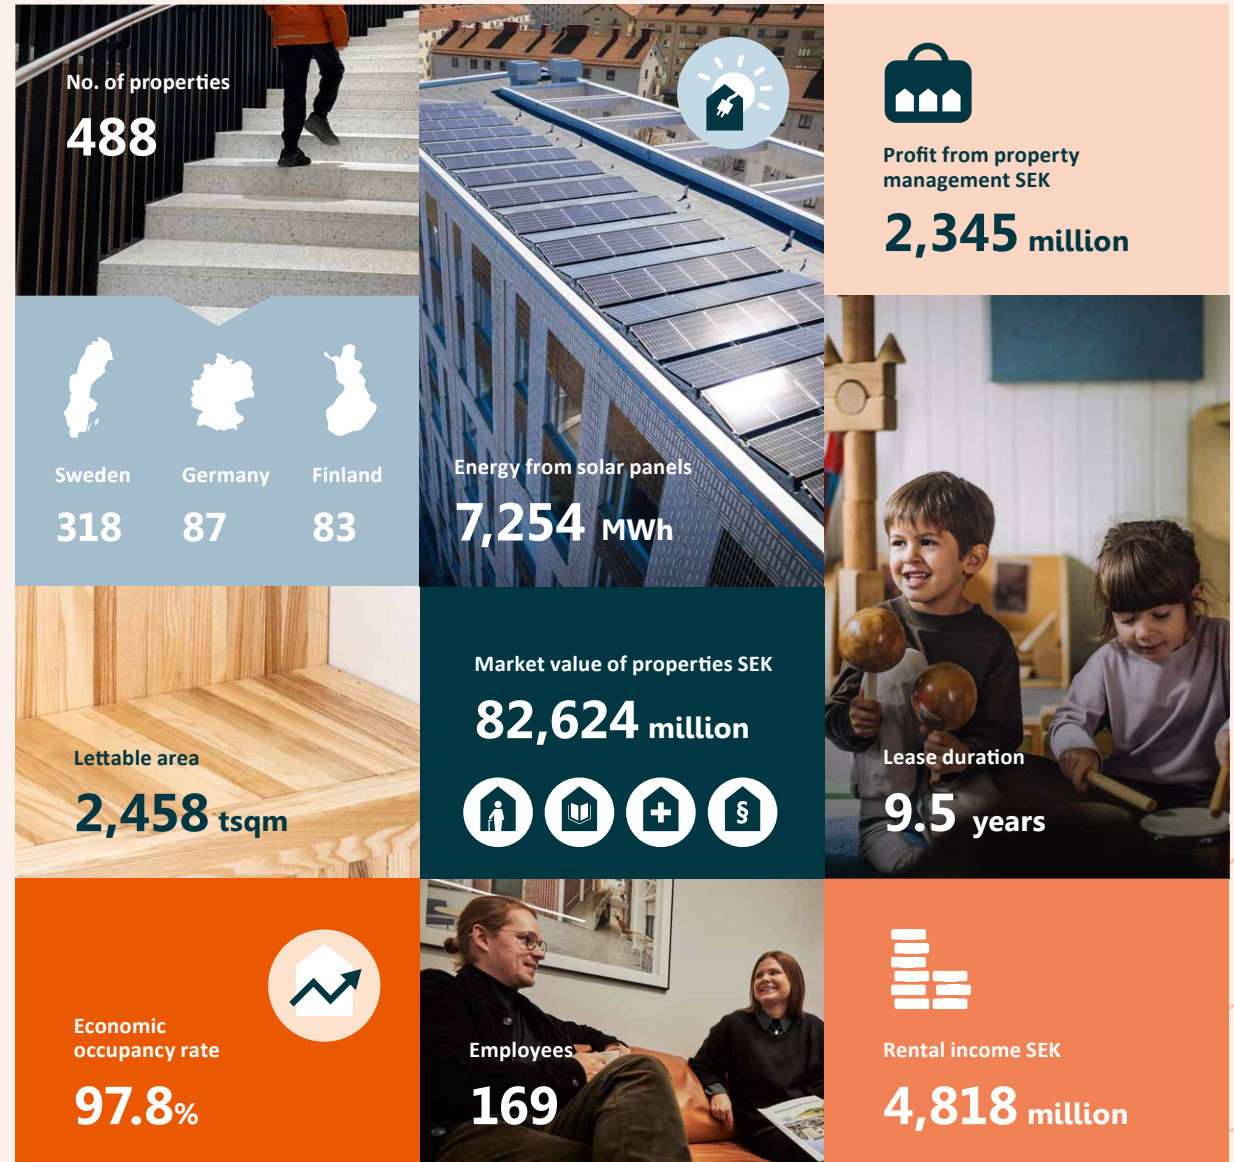 No. of properties
488
Profit from property
management SEK
2,345 million
Sweden
Germany
Finland
318
87
83
Energy from solar panels
7,254 MWh
Lettable area
2,458 tsqm
Market value of properties SEK
82,624 million
§
Lease duration
9.5 years
Economic
occupancy rate
97.8%
Employees
169
Rental income SEK
4,818 million